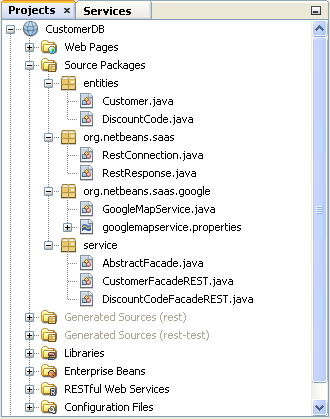 Projects × Services
CustomerDB
Web Pages
Source Packages
entities
Customer.java
DiscountCode.java
org.netbeans.saas
RestConnection.java
RestResponse.java
org.netbeans.saas.google
GoogleMapService.java
googlemapservice.properties
service
AbstractFacade.java
CustomerFacadeREST.java
DiscountCodeFacadeREST.java
Generated Sources (rest)
Generated Sources (rest-test)
Libraries
Enterprise Beans
RESTful Web Services
Configuration Files